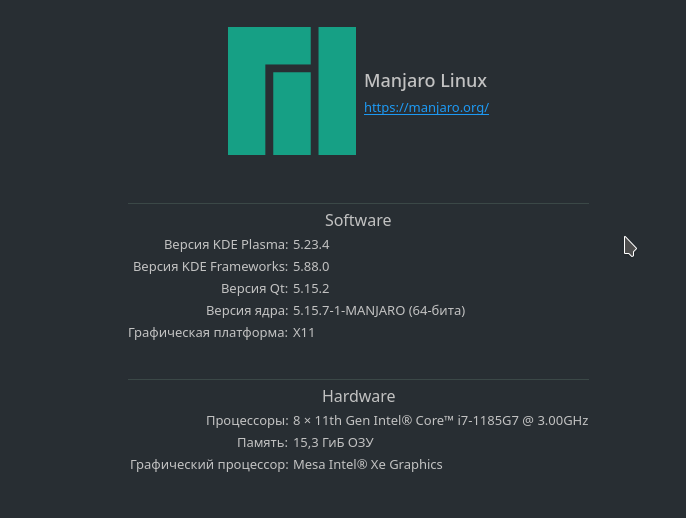 Manjaro Linux
https://manjaro.org/
Software
Версия KDE Plasma: 5.23.4
Версия KDE Frameworks: 5.88.0
Версия Qt: 5.15.2
Версия ядра: 5.15.7-1-MANJARO (64-бита)
Графическая платформа: X11
Hardware
Процессоры: 8 × 11th Gen Intel® Core™ i7-1185G7 @ 3.00GHz
Память: 15,3 ГиБ ОЗУ
Графический процессор: Mesa Intel® Xe Graphics